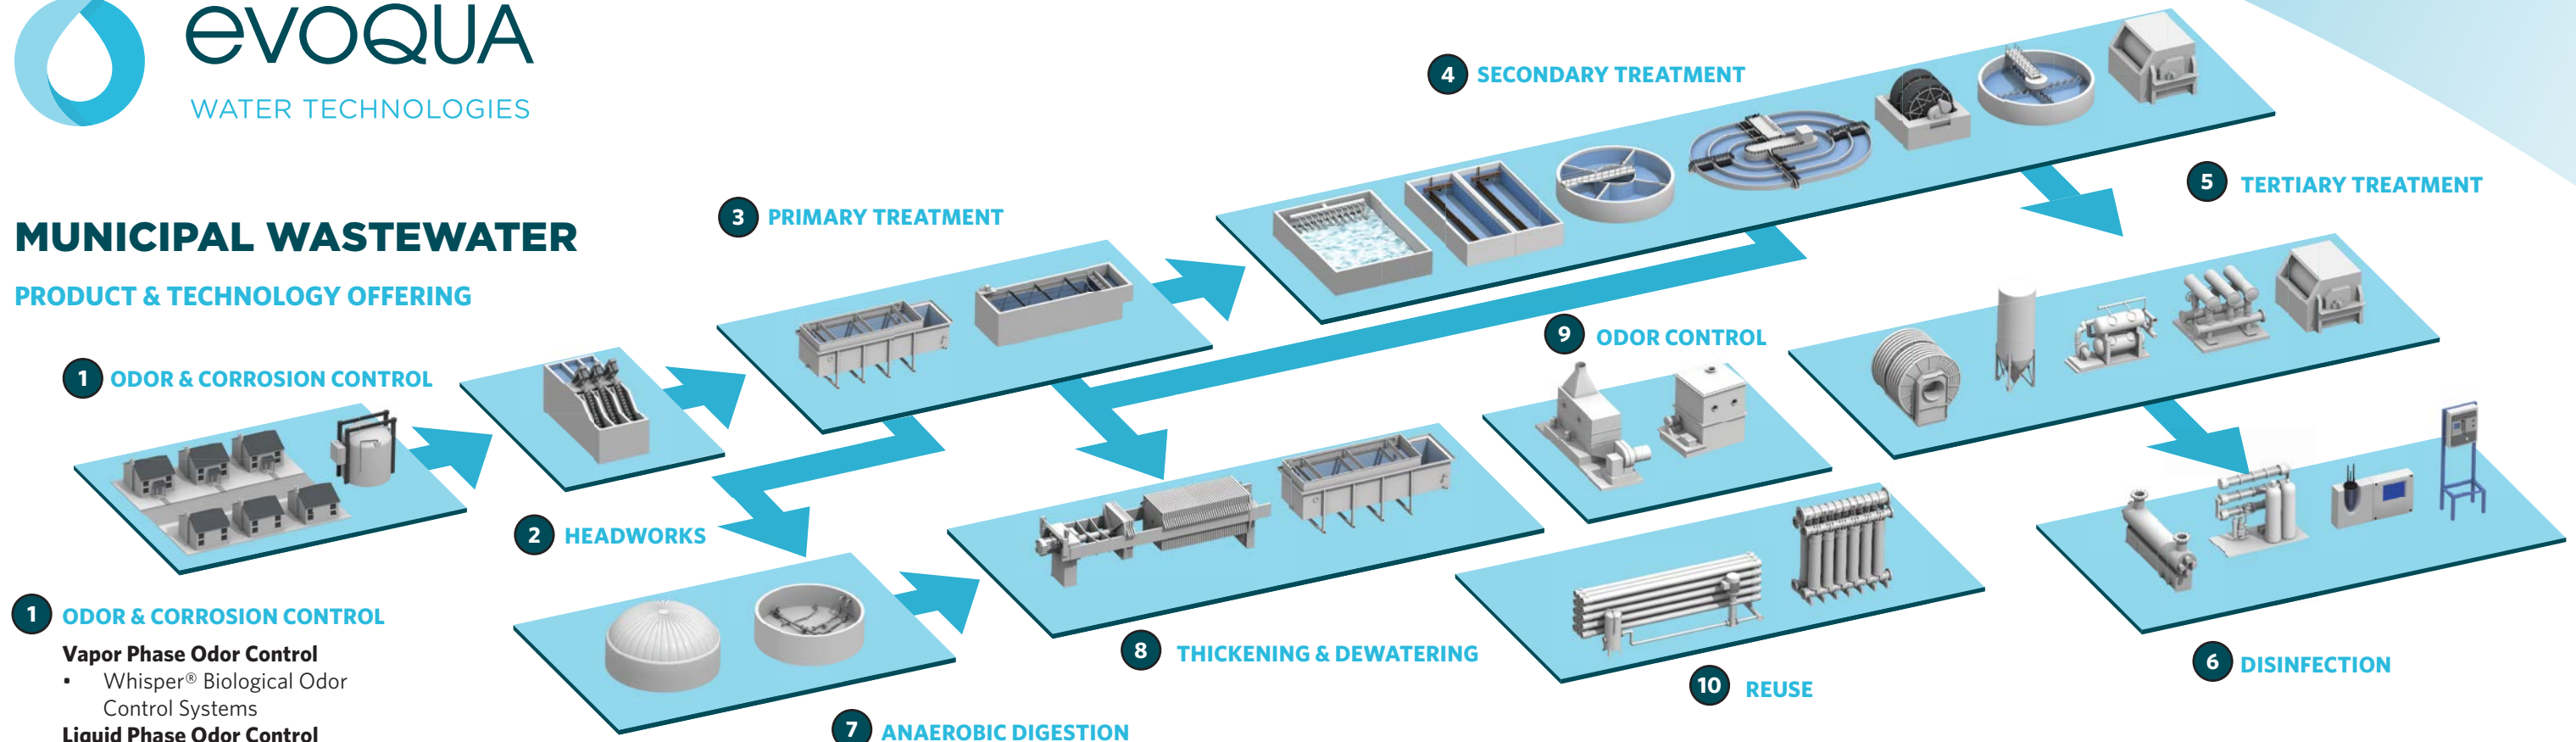 evoQUA
WATER TECHNOLOGIES
MUNICIPAL WASTEWATER
PRODUCT & TECHNOLOGY OFFERING
1 ODOR & CORROSION CONTROL
2 HEADWORKS
3 PRIMARY TREATMENT
4 SECONDARY TREATMENT
5 TERTIARY TREATMENT
9 ODOR CONTROL
8 THICKENING & DEWATERING
10 REUSE
6 DISINFECTION
7 ANAEROBIC DIGESTION
1 ODOR & CORROSION CONTROL
Vapor Phase Odor Control
• Whisper® Biological Odor
Control Systems
Liquid Phase Odor Control